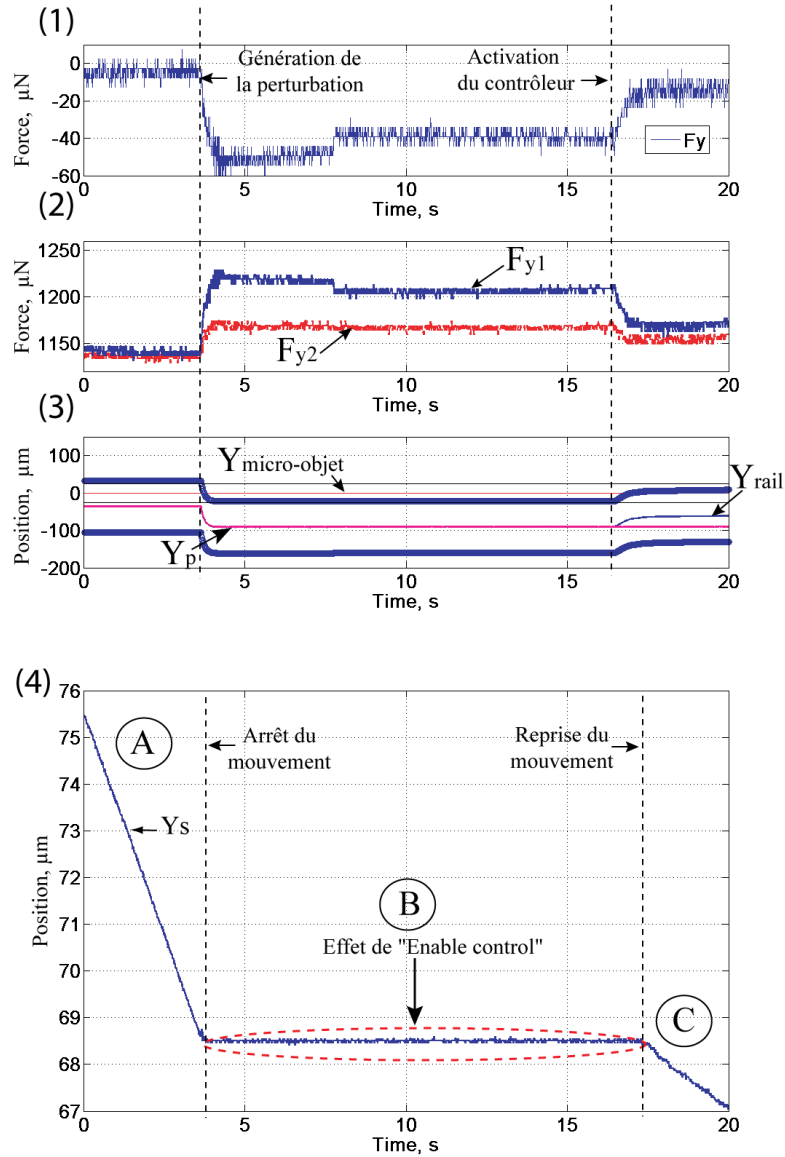 (1)
0
-20
-40
-60
Force, µN
Génération de
la perturbation
Activation
du contrôleur
Fy
0
5
10
15
20
Time, s
(2)
1250
1200
1150
Force, µN
Fy1
Fy2
0
5
10
15
20
Time, s
(3)
100
0
-100
-200
Position, µm
Ymicro-objet
Yrail
Yp
0
5
10
15
20
Time, s
(4)
76
75
74
73
72
71
70
69
68
67
Position, µm
A
Arrêt du
mouvement
Reprise du
mouvement
Ys
B
Effet de "Enable control"
C
0
5
10
15
20
Time, s